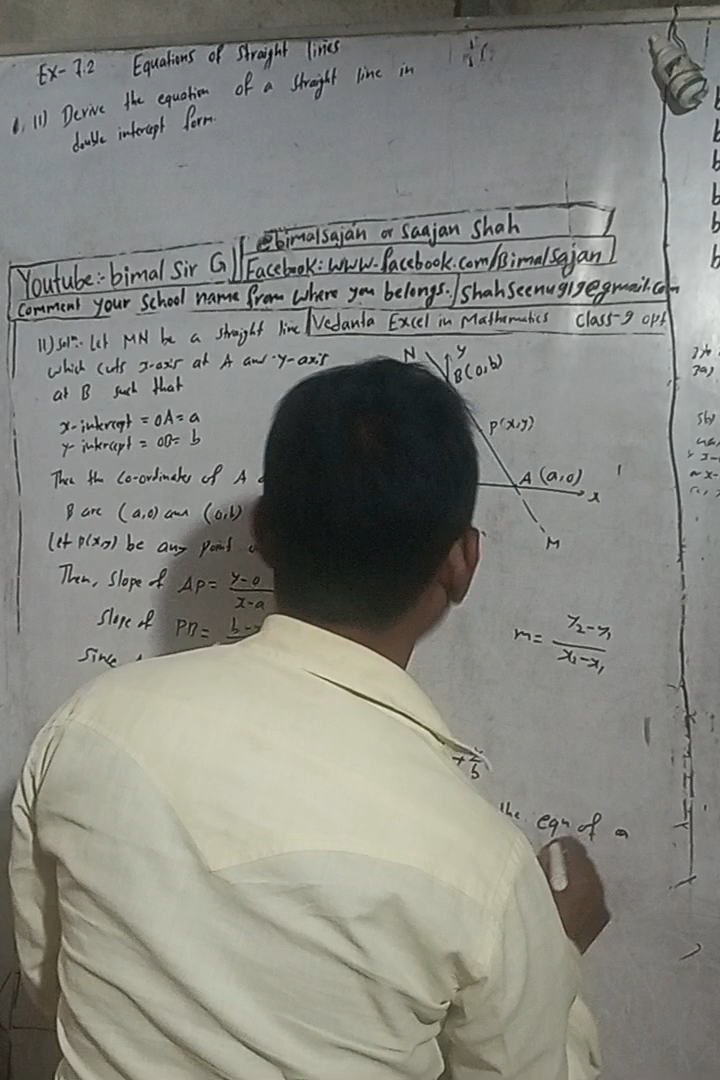 Ex- 7.2 Equations of straight lines
1. 11) Derive the equation of a straight line in
double intercept form.
@bimalsajan or Saajan Shah
Youtube:- bimal Sir G
Facebook: www.facebook.com/Bimalsajan
Comment your school name from where you belongs. / Shahseenu919@gmail.com
Vedanta Excel in Mathematics Class-9 opt
11) Solⁿ:- Let MN be a straight line
which cuts x-axis at A and y-axis
at B such that
x-intercept = OA = a
y-intercept = OB = b
Then the co-ordinates of A
B are (a,0) and (0,b)
Let P(x,y) be any point
Then, Slope of AP = y-0 / x-a
Slope of PB = b-
Since
N
Y
B(0,b)
P(x,y)
A (a,0)
X
M
m = y₂-y₁ / x₂-x₁
+ y/b
the eqn of a